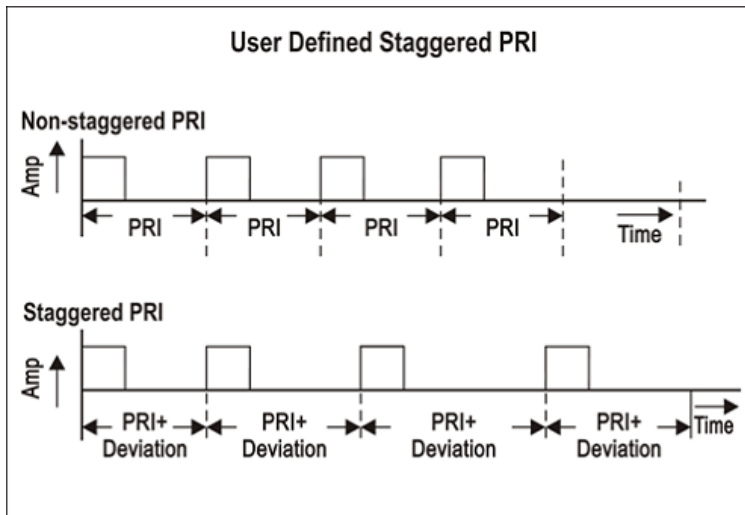 User Defined Staggered PRI
Non-staggered PRI
Amp
PRI PRI PRI PRI Time
Staggered PRI
Amp
PRI+ PRI+ PRI+ PRI+ Time
Deviation Deviation Deviation Deviation